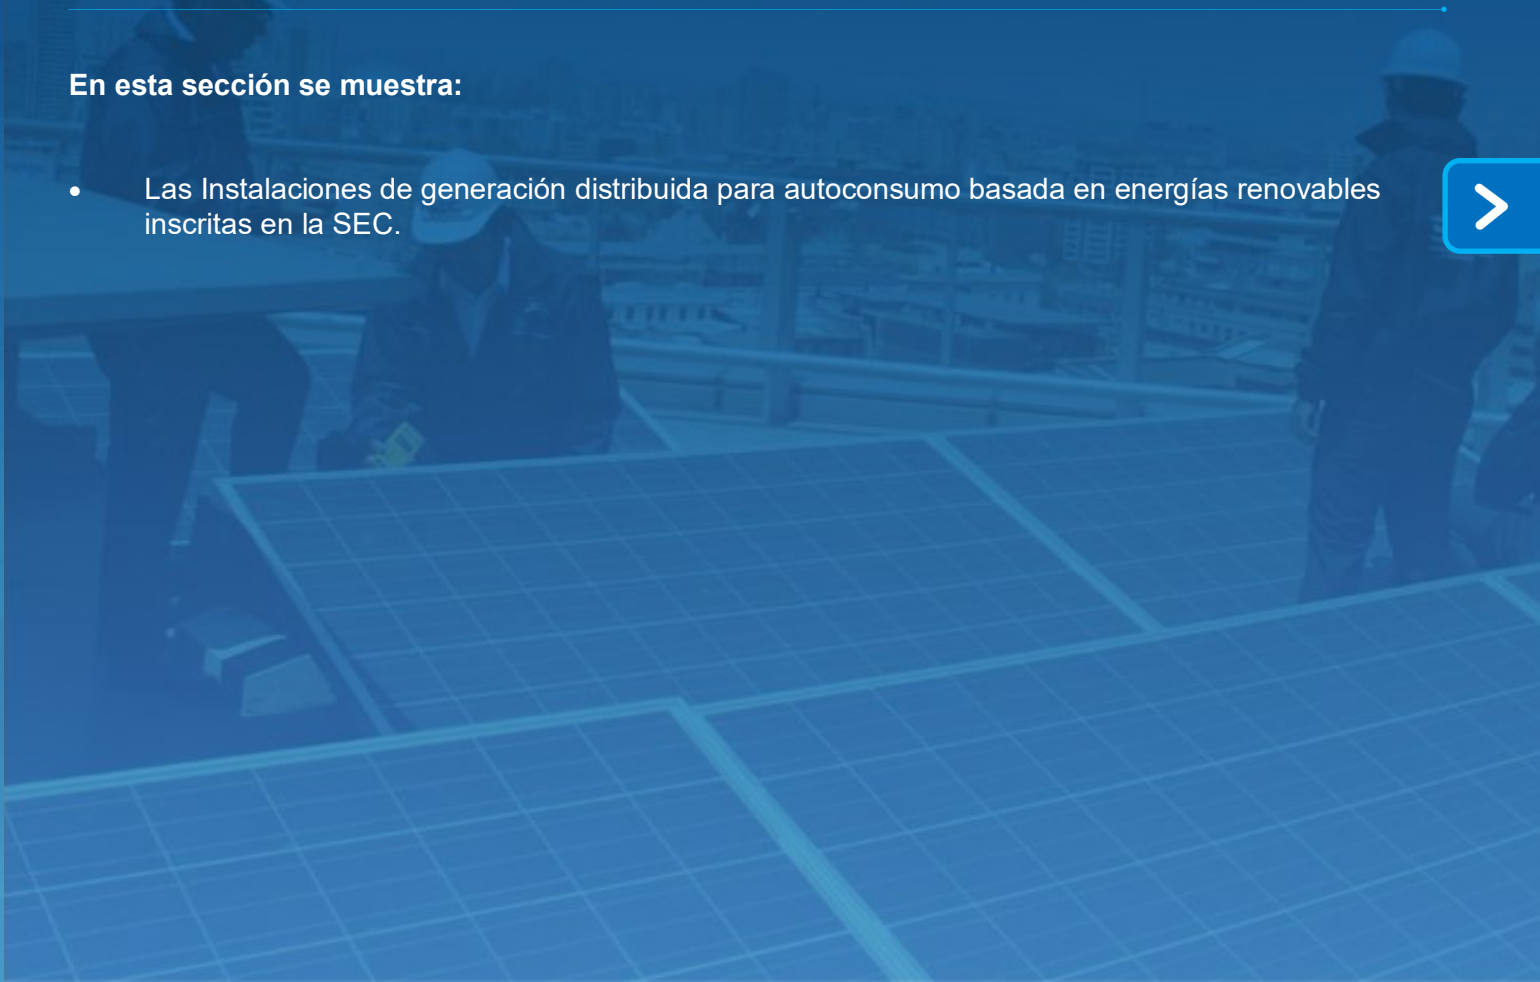 En esta sección se muestra:
• Las Instalaciones de generación distribuida para autoconsumo basada en energías renovables
inscritas en la SEC.